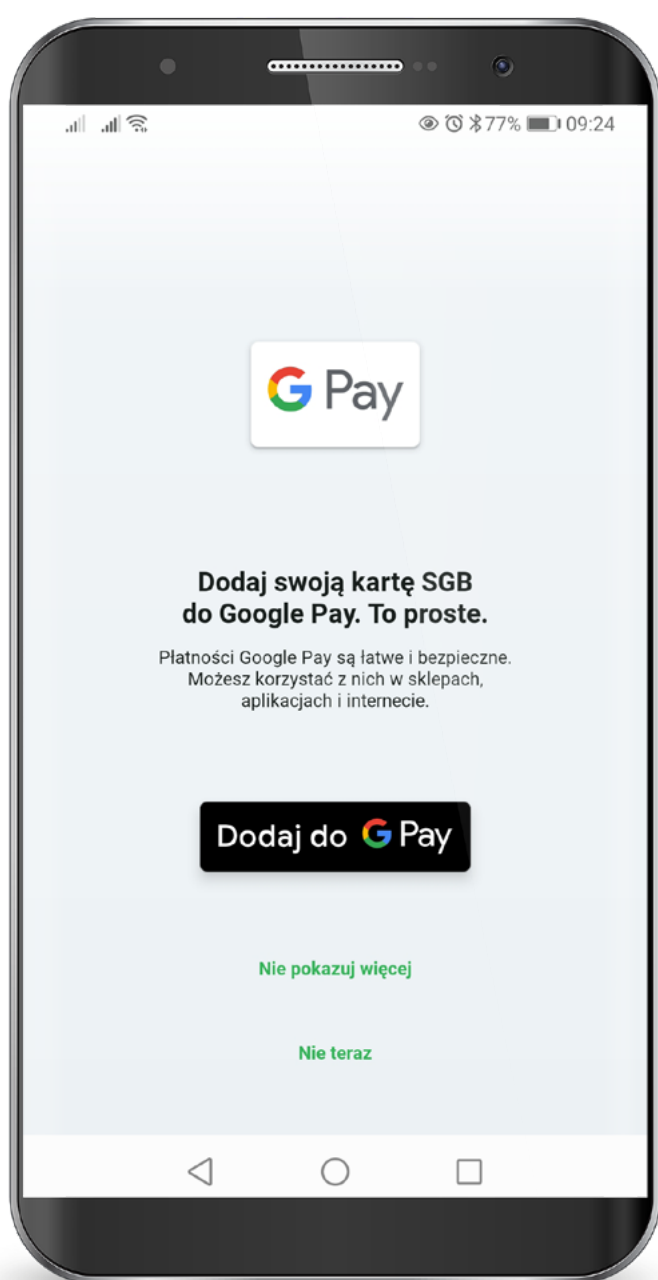 77% 09:24
G Pay
Dodaj swoją kartę SGB
do Google Pay. To proste.
Płatności Google Pay są łatwe i bezpieczne.
Możesz korzystać z nich w sklepach,
aplikacjach i internecie.
Dodaj do G Pay
Nie pokazuj więcej
Nie teraz